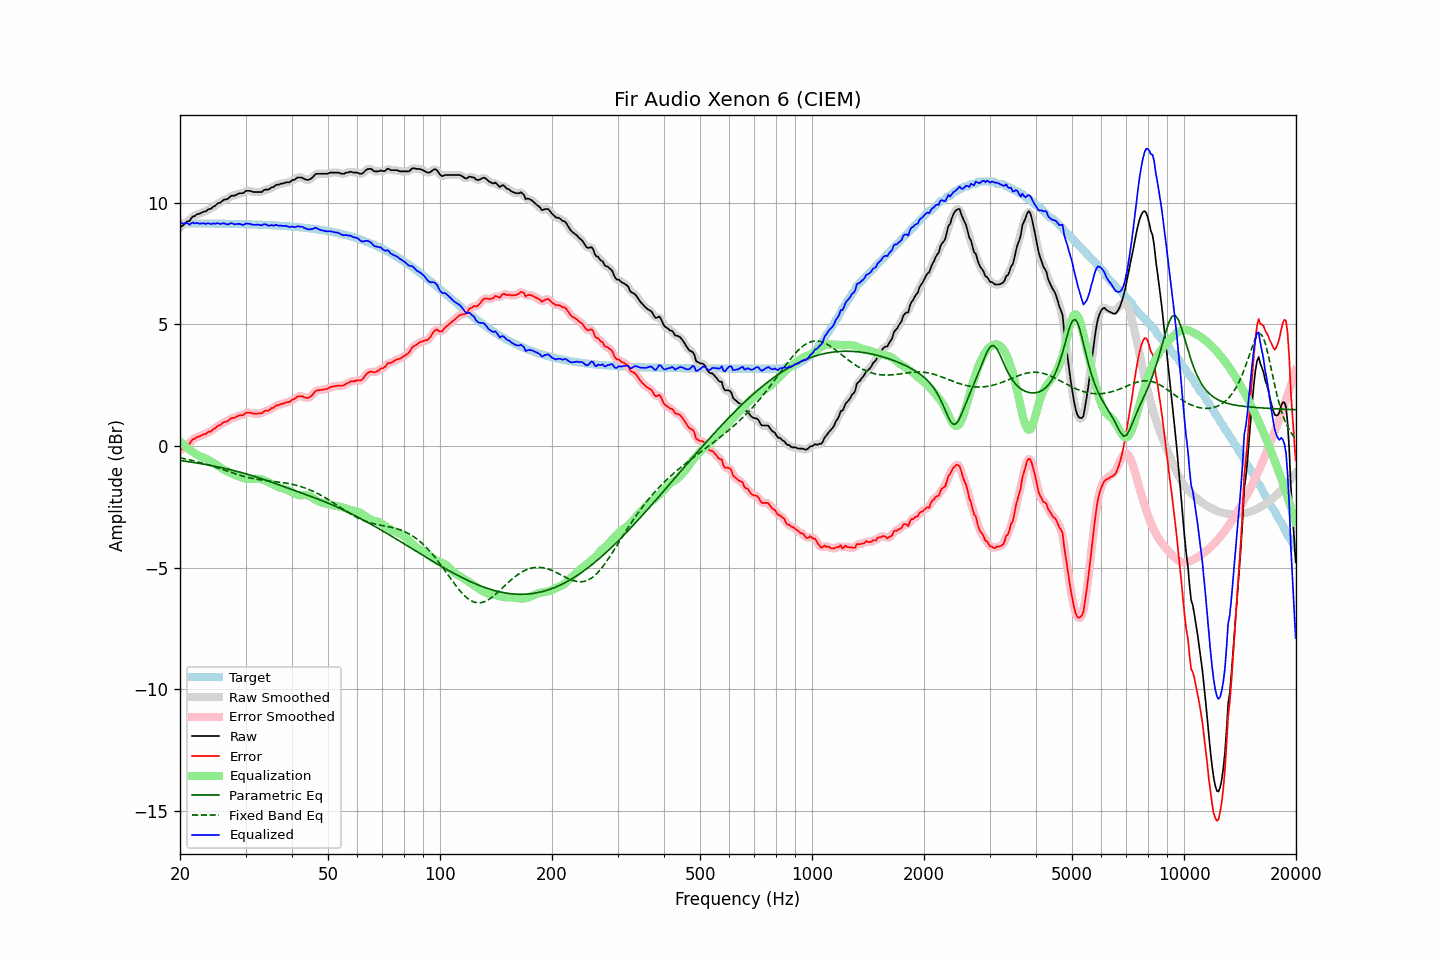 Fir Audio Xenon 6 (CIEM)
Amplitude (dBr)
10
5
0
−5
−10
−15
Target
Raw Smoothed
Error Smoothed
Raw
Error
Equalization
Parametric Eq
Fixed Band Eq
Equalized
20
50
100
200
500
1000
2000
5000
10000
20000
Frequency (Hz)